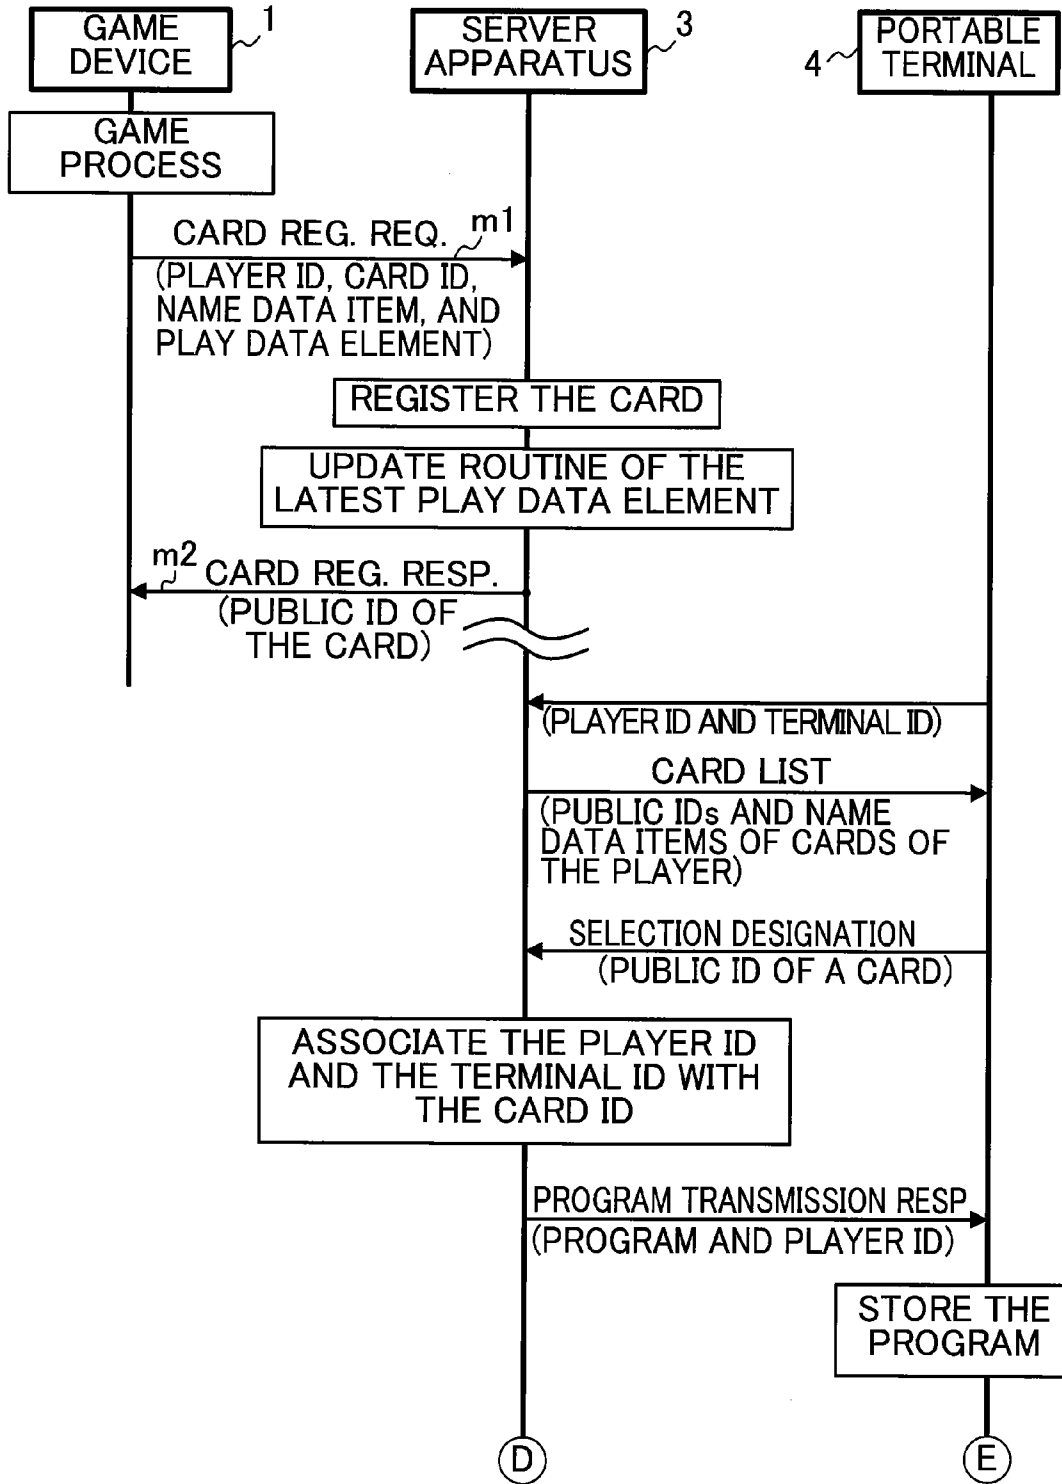 GAME
DEVICE
1
SERVER
APPARATUS
3
4
PORTABLE
TERMINAL
GAME
PROCESS
CARD REG. REQ.
m1
(PLAYER ID, CARD ID,
NAME DATA ITEM, AND
PLAY DATA ELEMENT)
REGISTER THE CARD
UPDATE ROUTINE OF THE
LATEST PLAY DATA ELEMENT
m2
CARD REG. RESP.
(PUBLIC ID OF
THE CARD)
(PLAYER ID AND TERMINAL ID)
CARD LIST
(PUBLIC IDs AND NAME
DATA ITEMS OF CARDS OF
THE PLAYER)
SELECTION DESIGNATION
(PUBLIC ID OF A CARD)
ASSOCIATE THE PLAYER ID
AND THE TERMINAL ID WITH
THE CARD ID
PROGRAM TRANSMISSION RESP
(PROGRAM AND PLAYER ID)
STORE THE
PROGRAM
D
E